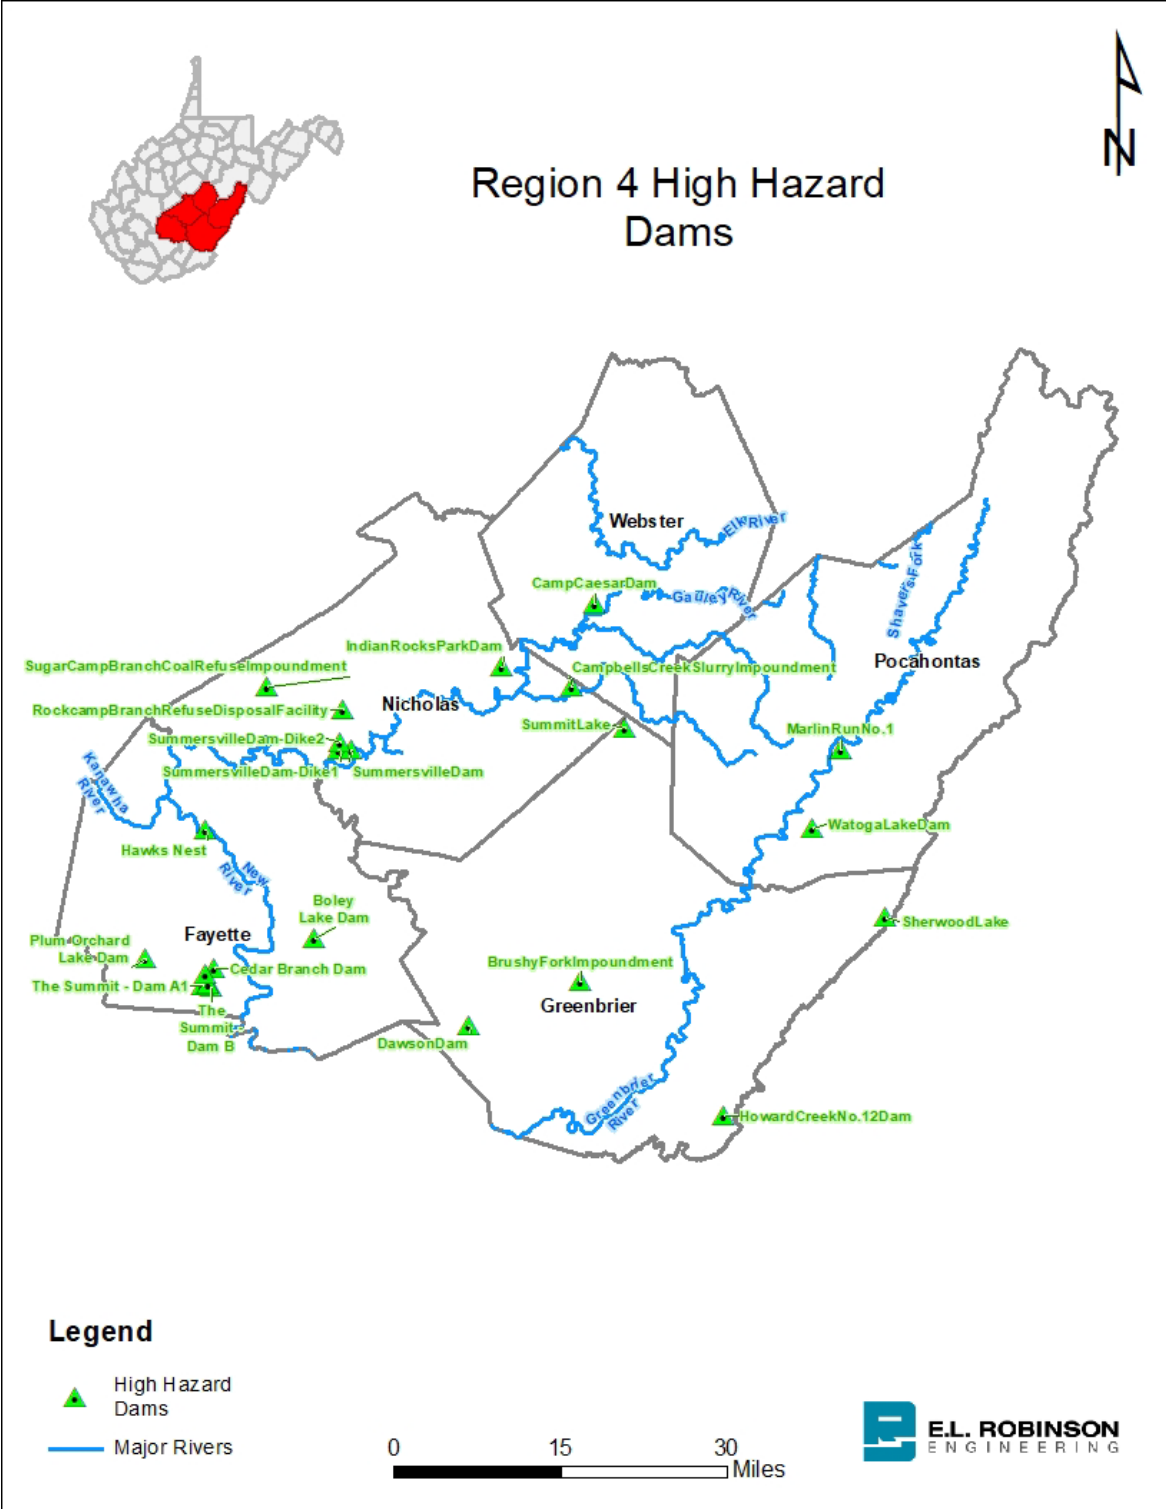 N
Region 4 High Hazard
Dams
Webster
Elk River
CampCaesarDam
Gauley River
Shavers Fork
Pocahontas
IndianRocksParkDam
SugarCampBranchCoalRefuseImpoundment
CampbellsCreekSlurryImpoundment
Nicholas
RockcampBranchRefuseDisposalFacility
SummitLake
MarlinRunNo.1
SummersvilleDam-Dike2
SummersvilleDam-Dike1
SummersvilleDam
Kanawha
River
WatogaLakeDam
Hawks Nest
New
River
Boley
Lake Dam
SherwoodLake
Fayette
Plum Orchard
Lake Dam
Cedar Branch Dam
BrushyForkImpoundment
The Summit - Dam A1
Greenbrier
The
Summit -
Dam B
DawsonDam
Greenbrier
River
HowardCreekNo.12Dam
Legend
High Hazard
Dams
Major Rivers
0 15 30
Miles
E.L. ROBINSON
ENGINEERING